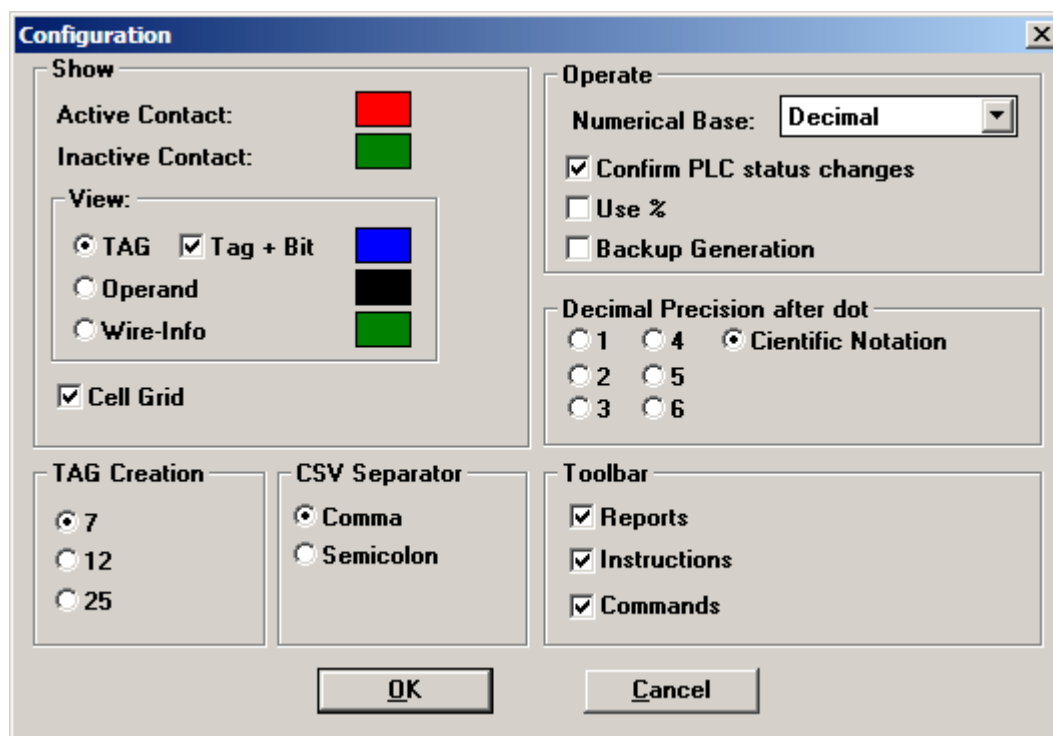 Configuration
Show
Active Contact:
Inactive Contact:
View:
TAG Tag + Bit
Operand
Wire-Info
Cell Grid
Operate
Numerical Base: Decimal
Confirm PLC status changes
Use %
Backup Generation
Decimal Precision after dot
1 4 Cientific Notation
2 5
3 6
TAG Creation
7
12
25
CSV Separator
Comma
Semicolon
Toolbar
Reports
Instructions
Commands
OK Cancel